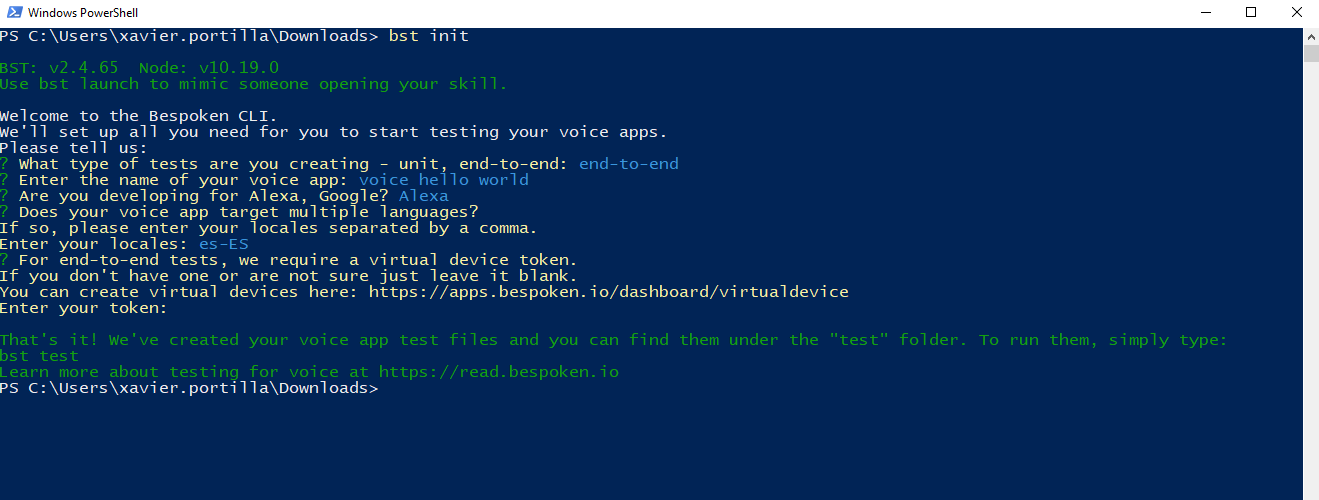 Windows PowerShell
PS C:\Users\xavier.portilla\Downloads> bst init
BST: v2.4.65  Node: v10.19.0
Use bst launch to mimic someone opening your skill.
Welcome to the Bespoken CLI.
We'll set up all you need for you to start testing your voice apps.
Please tell us:
? What type of tests are you creating - unit, end-to-end: end-to-end
? Enter the name of your voice app: voice hello world
? Are you developing for Alexa, Google? Alexa
? Does your voice app target multiple languages?
If so, please enter your locales separated by a comma.
Enter your locales: es-ES
? For end-to-end tests, we require a virtual device token.
If you don't have one or are not sure just leave it blank.
You can create virtual devices here: https://apps.bespoken.io/dashboard/virtualdevice
Enter your token:
That's it! We've created your voice app test files and you can find them under the "test" folder. To run them, simply type:
bst test
Learn more about testing for voice at https://read.bespoken.io
PS C:\Users\xavier.portilla\Downloads>